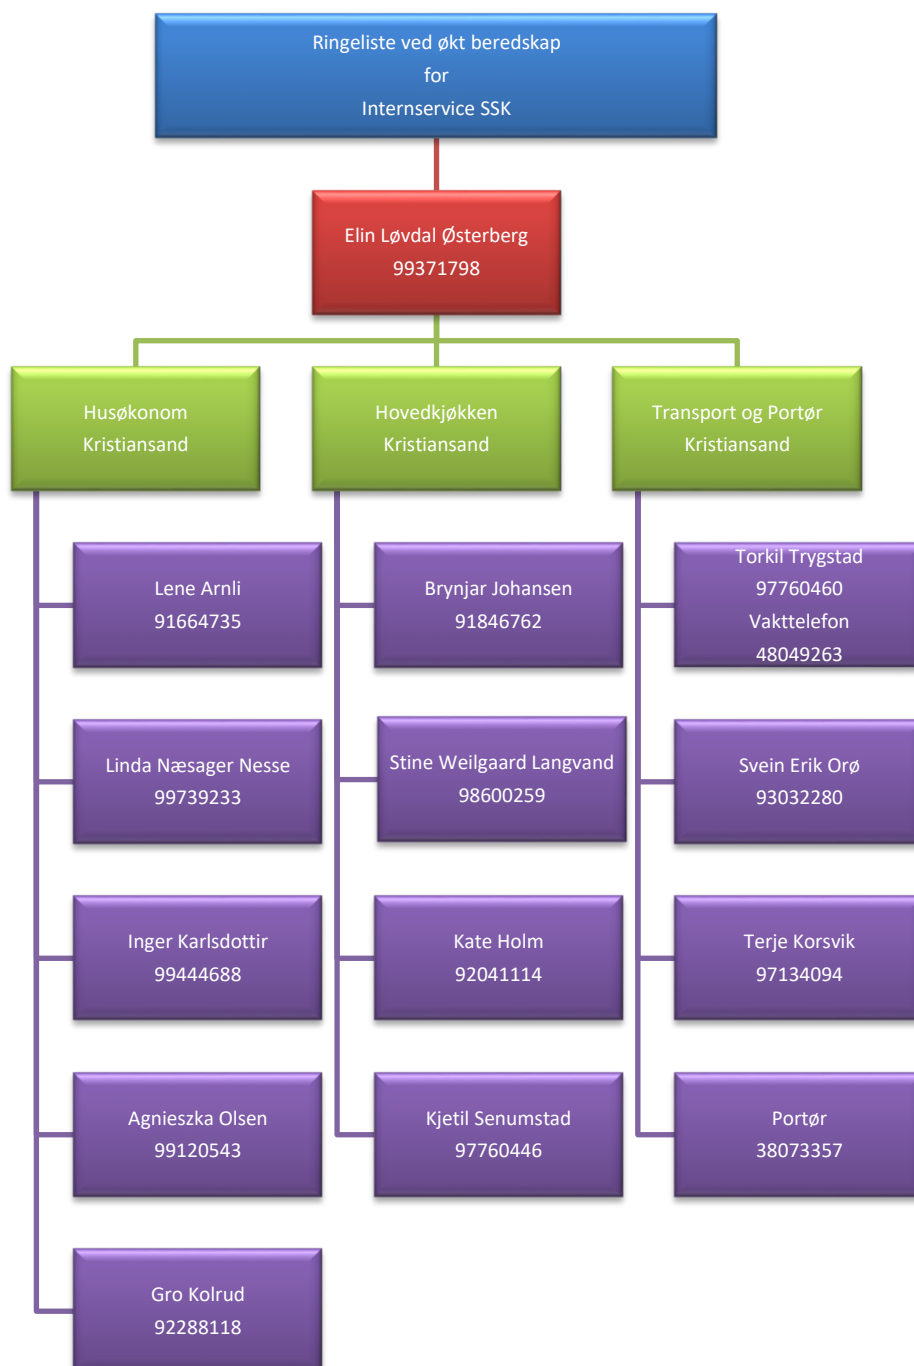 Ringeliste ved økt beredskap
for
Internservice SSK
Elin Løvdal Østerberg
99371798
Husøkonom
Kristiansand
Lene Arnli
91664735
Linda Næsager Nesse
99739233
Inger Karlsdottir
99444688
Agnieszka Olsen
99120543
Gro Kolrud
92288118
Hovedkjøkken
Kristiansand
Brynjar Johansen
91846762
Stine Weilgaard Langvand
98600259
Kate Holm
92041114
Kjetil Senumstad
97760446
Transport og Portør
Kristiansand
Torkil Trygstad
97760460
Vakttelefon
48049263
Svein Erik Orø
93032280
Terje Korsvik
97134094
Portør
38073357